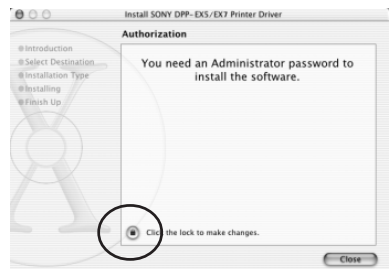 Install SONY DPP-EX5/EX7 Printer Driver
Authorization
Introduction
Select Destination
Installation Type
Installing
Finish Up
You need an Administrator password to
install the software.
Click the lock to make changes.
Close